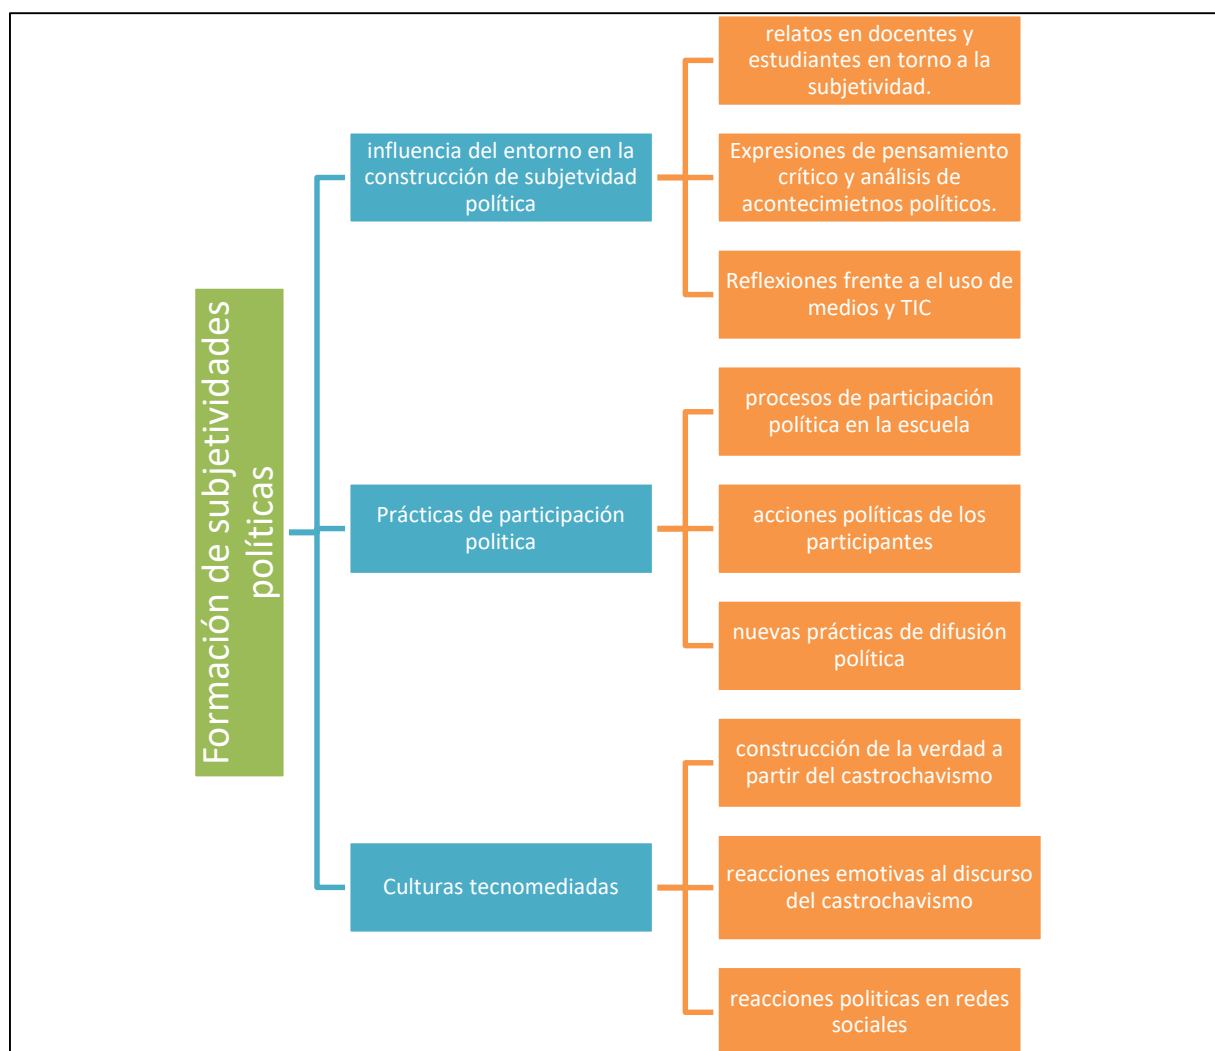 Formación de subjetividades
políticas
influencia del entorno en la
construcción de subjetvidad
política
relatos en docentes y
estudiantes en torno a la
subjetividad.
Expresiones de pensamiento
crítico y análisis de
acontecimietnos políticos.
Reflexiones frente a el uso de
medios y TIC
Prácticas de participación
politica
procesos de participación
política en la escuela
acciones políticas de los
participantes
nuevas prácticas de difusión
política
Culturas tecnomediadas
construcción de la verdad a
partir del castrochavismo
reacciones emotivas al discurso
del castrochavismo
reacciones politicas en redes
sociales